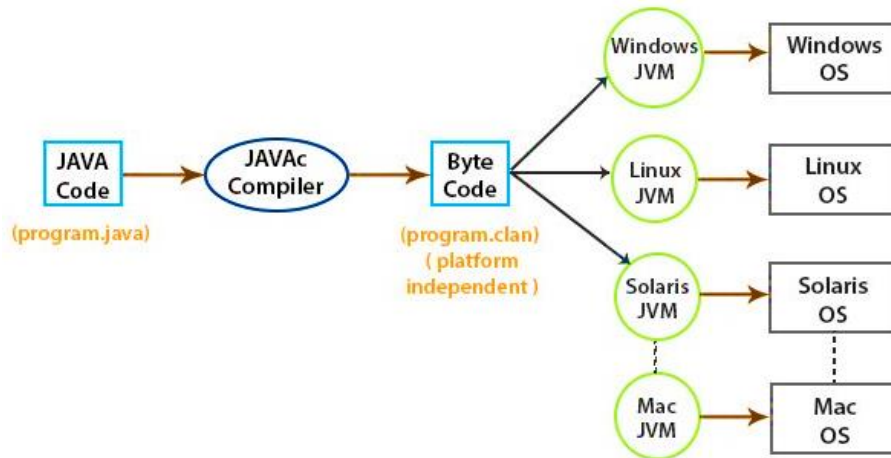 JAVA
Code
(program.java)
JAVAc
Compiler
Byte
Code
(program.clan)
( platform
independent )
Windows
JVM
Windows
OS
Linux
JVM
Linux
OS
Solaris
JVM
Solaris
OS
Mac
JVM
Mac
OS